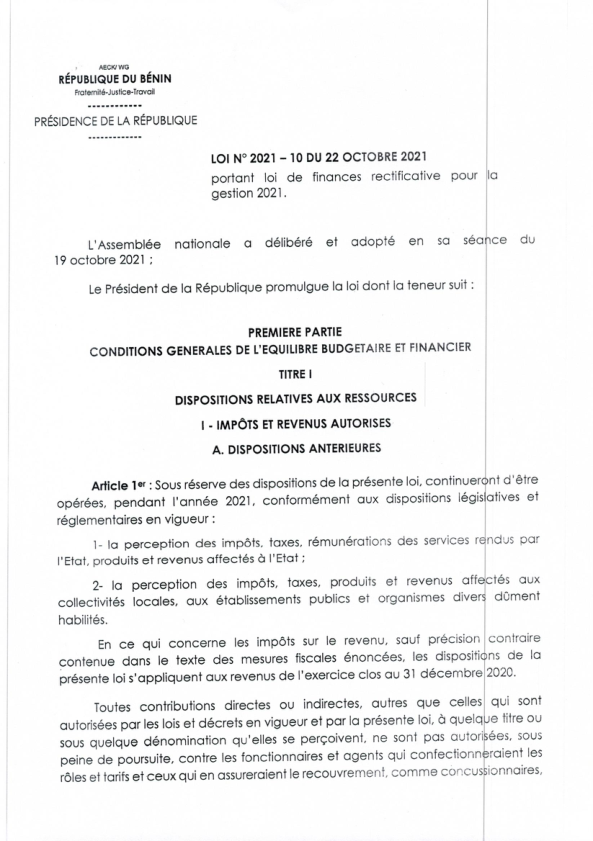 AECK/ WG
RÉPUBLIQUE DU BÉNIN
Fraternité-Justice-Travail
------------
PRÉSIDENCE DE LA RÉPUBLIQUE
-------------
LOI N° 2021 – 10 DU 22 OCTOBRE 2021
portant loi de finances rectificative pour la
gestion 2021.
L'Assemblée nationale a délibéré et adopté en sa séance du
19 octobre 2021 ;
Le Président de la République promulgue la loi dont la teneur suit :
PREMIERE PARTIE
CONDITIONS GENERALES DE L'EQUILIBRE BUDGETAIRE ET FINANCIER
TITRE I
DISPOSITIONS RELATIVES AUX RESSOURCES
I - IMPÔTS ET REVENUS AUTORISES
A. DISPOSITIONS ANTERIEURES
Article 1er : Sous réserve des dispositions de la présente loi, continueront d'être
opérées, pendant l'année 2021, conformément aux dispositions législatives et
réglementaires en vigueur :
1- la perception des impôts, taxes, rémunérations des services rendus par
l'Etat, produits et revenus affectés à l'Etat ;
2- la perception des impôts, taxes, produits et revenus affectés aux
collectivités locales, aux établissements publics et organismes divers dûment
habilités.
En ce qui concerne les impôts sur le revenu, sauf précision contraire
contenue dans le texte des mesures fiscales énoncées, les dispositions de la
présente loi s'appliquent aux revenus de l'exercice clos au 31 décembre 2020.
Toutes contributions directes ou indirectes, autres que celles qui sont
autorisées par les lois et décrets en vigueur et par la présente loi, à quelque titre ou
sous quelque dénomination qu'elles se perçoivent, ne sont pas autorisées, sous
peine de poursuite, contre les fonctionnaires et agents qui confectionneraient les
rôles et tarifs et ceux qui en assureraient le recouvrement, comme concussionnaires,